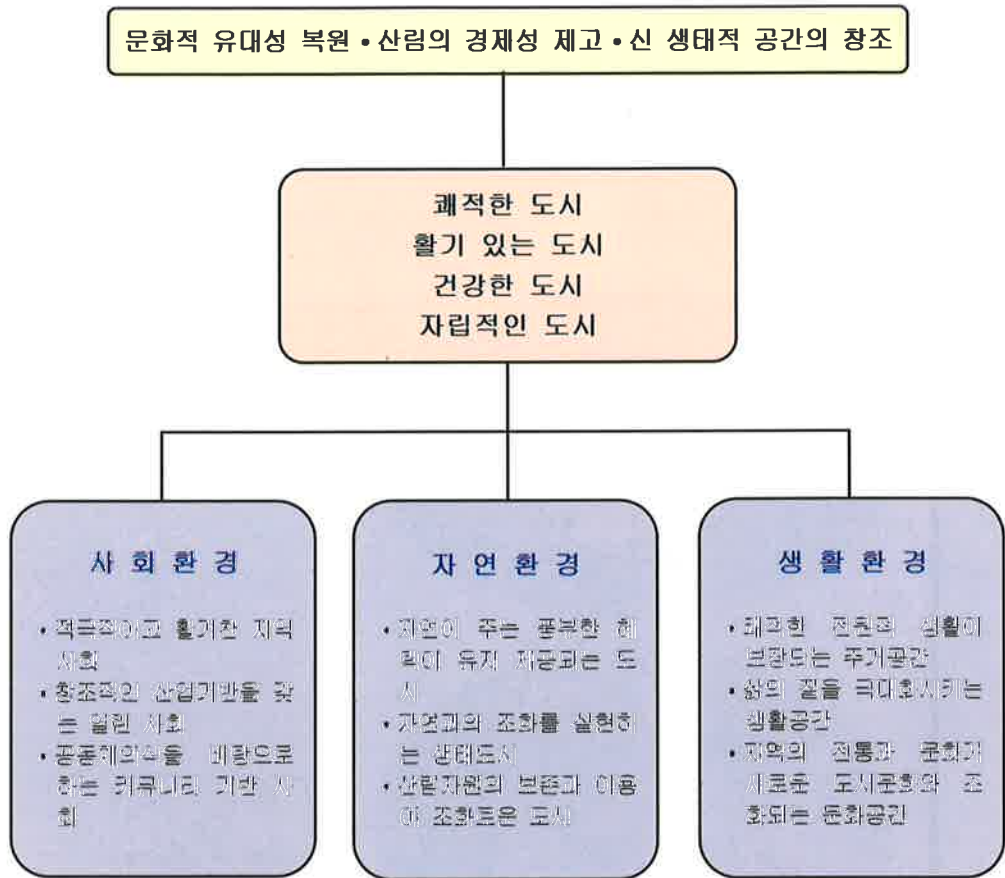 문화적 유대성 복원 • 산림의 경제성 제고 • 신 생태적 공간의 창조
쾌적한 도시
활기 있는 도시
건강한 도시
자립적인 도시
사 회 환 경
• 적극적이고 활기찬 지역
사회
• 창조적인 산업기반을 갖
는 열린 사회
• 공동체의식을 바탕으로
하는 커뮤니티 기반 사
회
자 연 환 경
• 자연이 주는 풍부한 혜
택이 유지 제공되는 도
시
• 자연과의 조화를 실현하
는 생태도시
• 산림자원의 보존과 이용
이 조화로운 도시
생 활 환 경
• 쾌적한 전원적 생활이
보장되는 주거공간
• 삶의 질을 극대화시키는
생활공간
• 지역의 전통과 문화가
새로운 도시문화와 조
화되는 문화공간